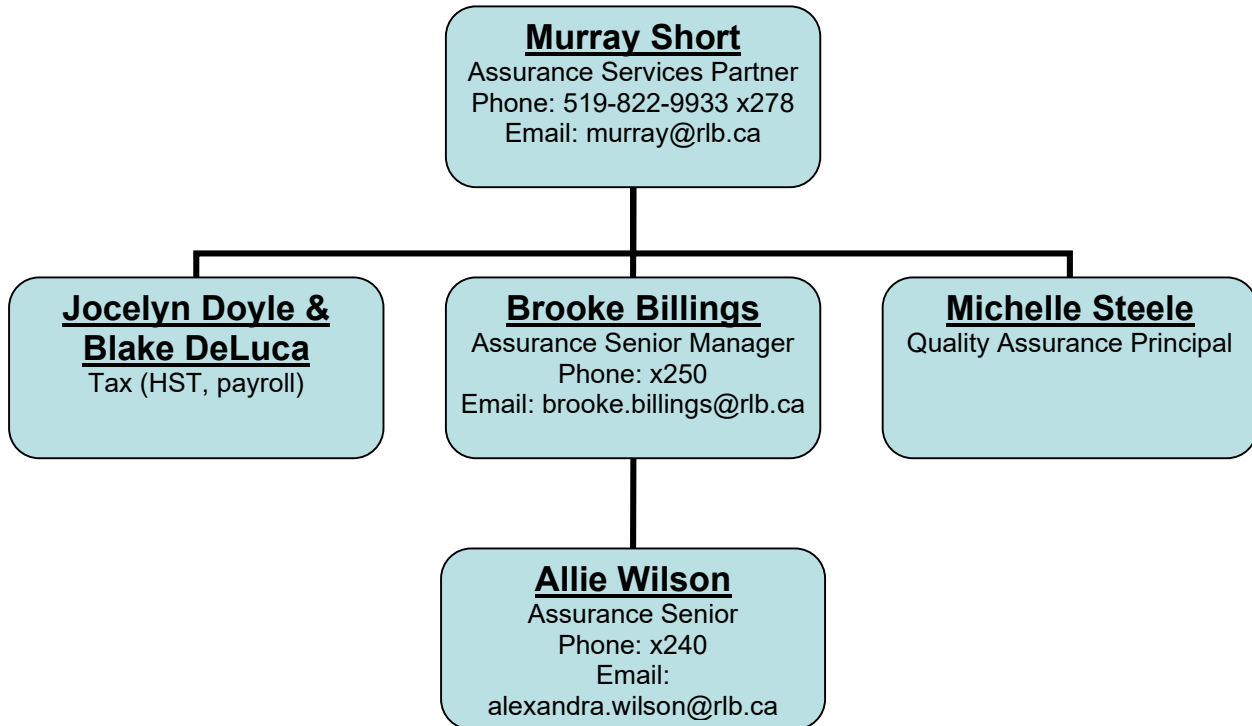 Murray Short
Assurance Services Partner
Phone: 519-822-9933 x278
Email: murray@rlb.ca
Jocelyn Doyle &
Blake DeLuca
Tax (HST, payroll)
Brooke Billings
Assurance Senior Manager
Phone: x250
Email: brooke.billings@rlb.ca
Michelle Steele
Quality Assurance Principal
Allie Wilson
Assurance Senior
Phone: x240
Email:
alexandra.wilson@rlb.ca